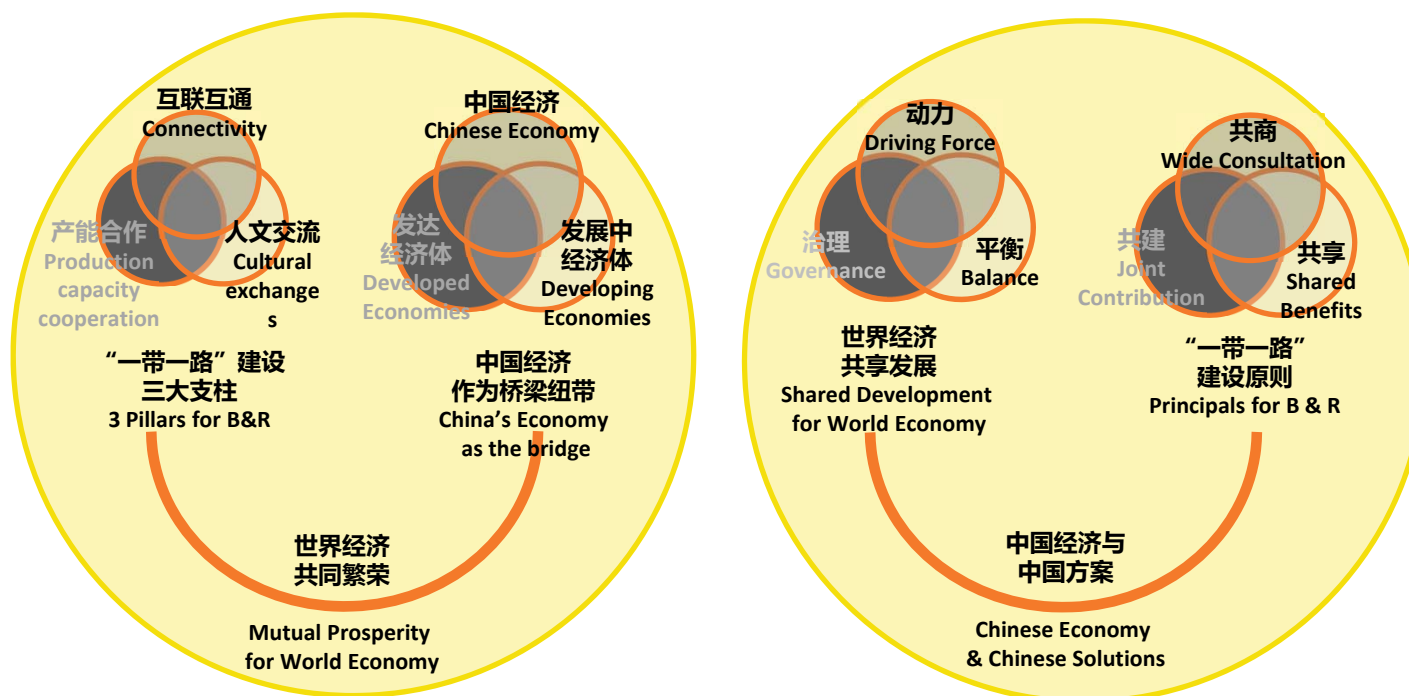 互联互通
Connectivity
产能合作
Production
capacity
cooperation
人文交流
Cultural
exchange
s
“一带一路”建设
三大支柱
3 Pillars for B&R
中国经济
Chinese Economy
发达
经济体
Developed
Economies
发展中
经济体
Developing
Economies
中国经济
作为桥梁纽带
China’s Economy
as the bridge
世界经济
共同繁荣
Mutual Prosperity
for World Economy
动力
Driving Force
治理
Governance
平衡
Balance
世界经济
共享发展
Shared Development
for World Economy
共商
Wide Consultation
共建
Joint
Contribution
共享
Shared
Benefits
“一带一路”
建设原则
Principals for B & R
中国经济与
中国方案
Chinese Economy
& Chinese Solutions